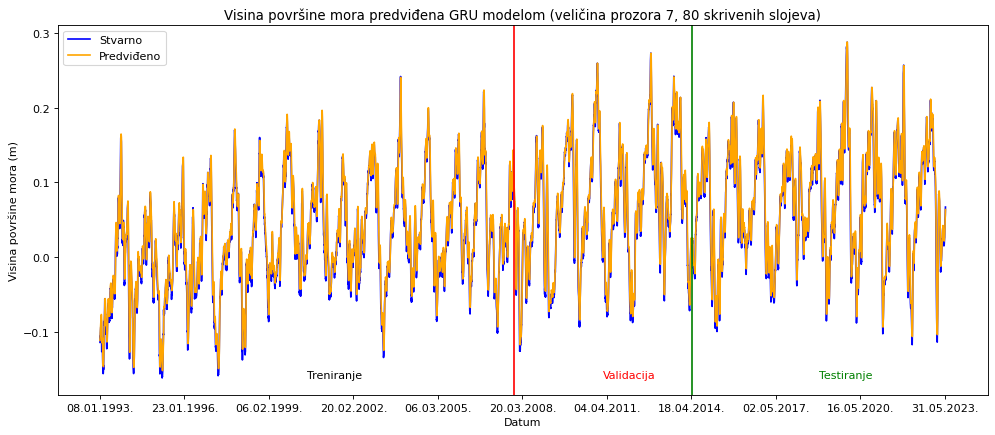 Visina površine mora predviđena GRU modelom (veličina prozora 7, 80 skrivenih slojeva)
Stvarno
Predviđeno
Visina površine mora (m)
0.3
0.2
0.1
0.0
−0.1
Treniranje
Validacija
Testiranje
08.01.1993.
23.01.1996.
06.02.1999.
20.02.2002.
06.03.2005.
20.03.2008.
04.04.2011.
18.04.2014.
02.05.2017.
16.05.2020.
31.05.2023.
Datum